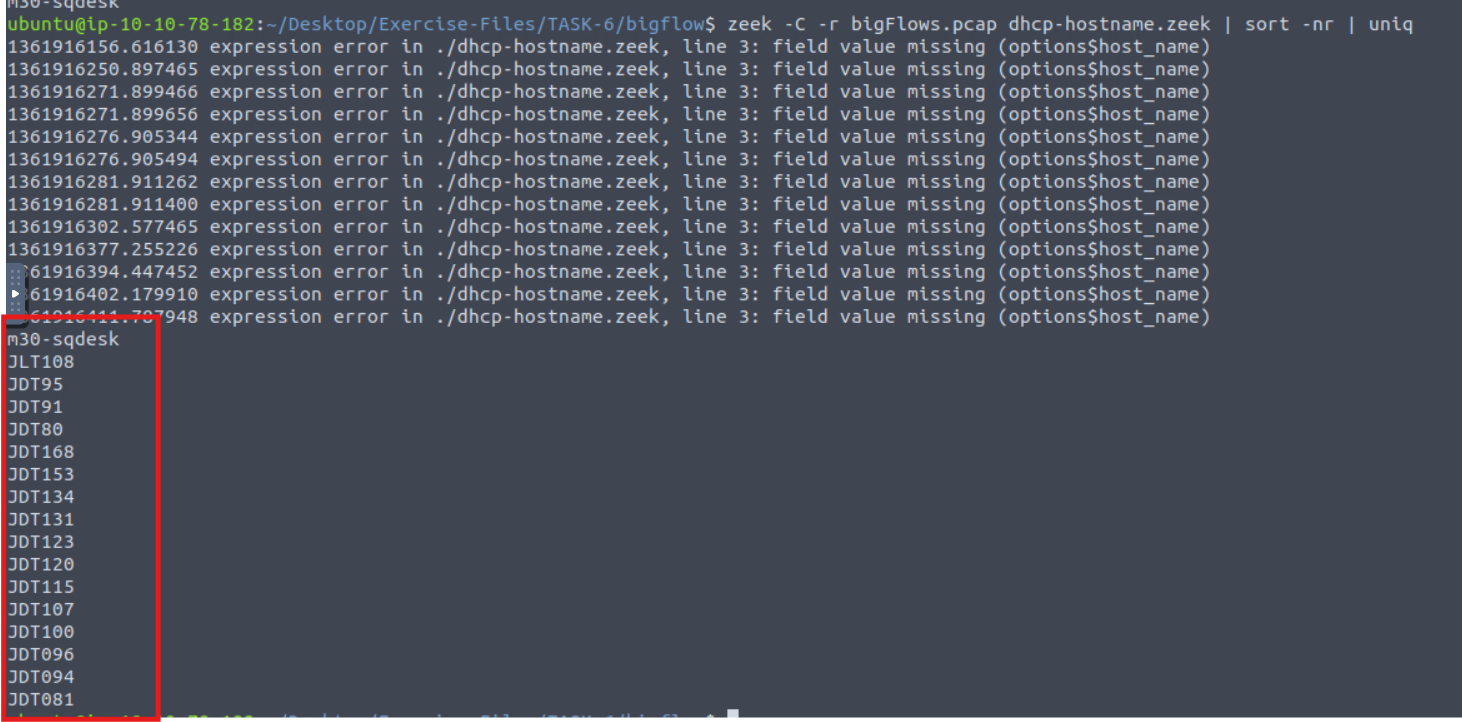 m30-sqdesk
ubuntu@ip-10-10-78-182:~/Desktop/Exercise-Files/TASK-6/bigflow$ zeek -C -r bigFlows.pcap dhcp-hostname.zeek | sort -nr | uniq
1361916156.616130 expression error in ./dhcp-hostname.zeek, line 3: field value missing (options$host_name)
1361916250.897465 expression error in ./dhcp-hostname.zeek, line 3: field value missing (options$host_name)
1361916271.899466 expression error in ./dhcp-hostname.zeek, line 3: field value missing (options$host_name)
1361916271.899656 expression error in ./dhcp-hostname.zeek, line 3: field value missing (options$host_name)
1361916276.905344 expression error in ./dhcp-hostname.zeek, line 3: field value missing (options$host_name)
1361916276.905494 expression error in ./dhcp-hostname.zeek, line 3: field value missing (options$host_name)
1361916281.911262 expression error in ./dhcp-hostname.zeek, line 3: field value missing (options$host_name)
1361916281.911400 expression error in ./dhcp-hostname.zeek, line 3: field value missing (options$host_name)
1361916302.577465 expression error in ./dhcp-hostname.zeek, line 3: field value missing (options$host_name)
1361916377.255226 expression error in ./dhcp-hostname.zeek, line 3: field value missing (options$host_name)
361916394.447452 expression error in ./dhcp-hostname.zeek, line 3: field value missing (options$host_name)
61916402.179910 expression error in ./dhcp-hostname.zeek, line 3: field value missing (options$host_name)
61916411.787948 expression error in ./dhcp-hostname.zeek, line 3: field value missing (options$host_name)
m30-sqdesk
JLT108
JDT95
JDT91
JDT80
JDT168
JDT153
JDT134
JDT131
JDT123
JDT120
JDT115
JDT107
JDT100
JDT096
JDT094
JDT081